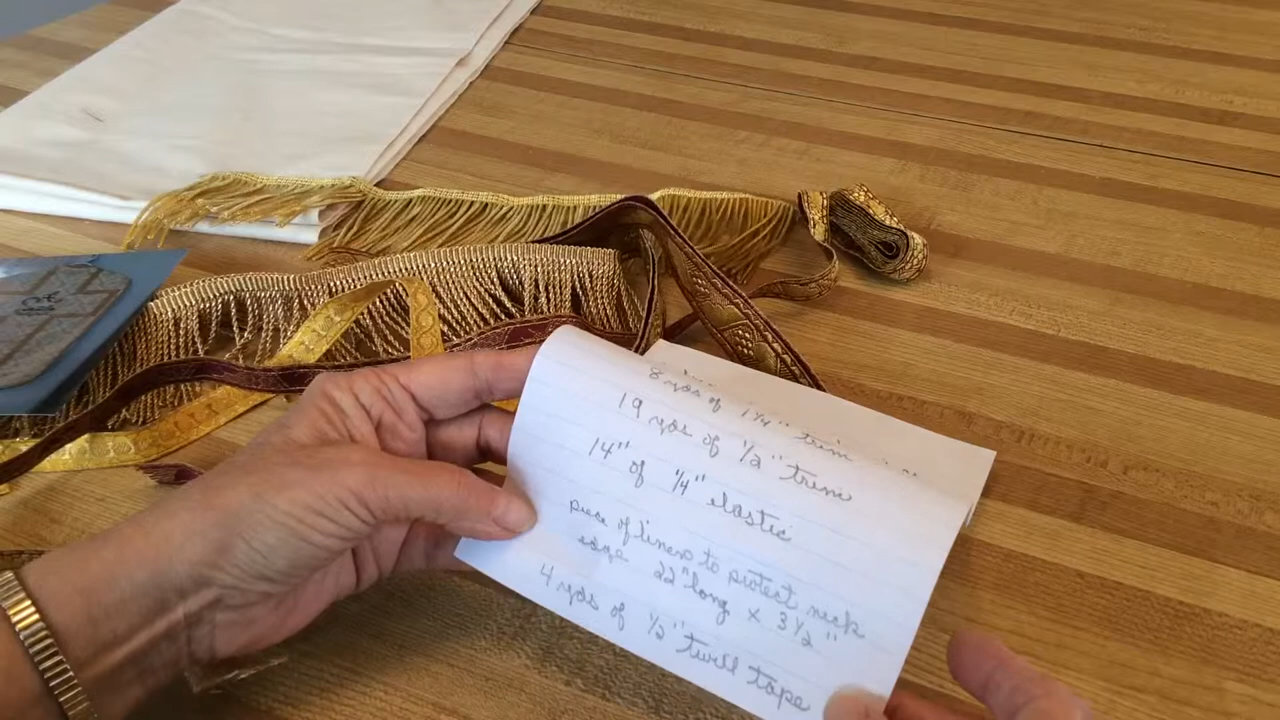 8 yds of 1 1/4" trim
19 yds of 1/2" trim
14" of 1/4" elastic
piece of linen to protect neck
edge 22" long x 3 1/2"
4 yds of 1/2" twill tape